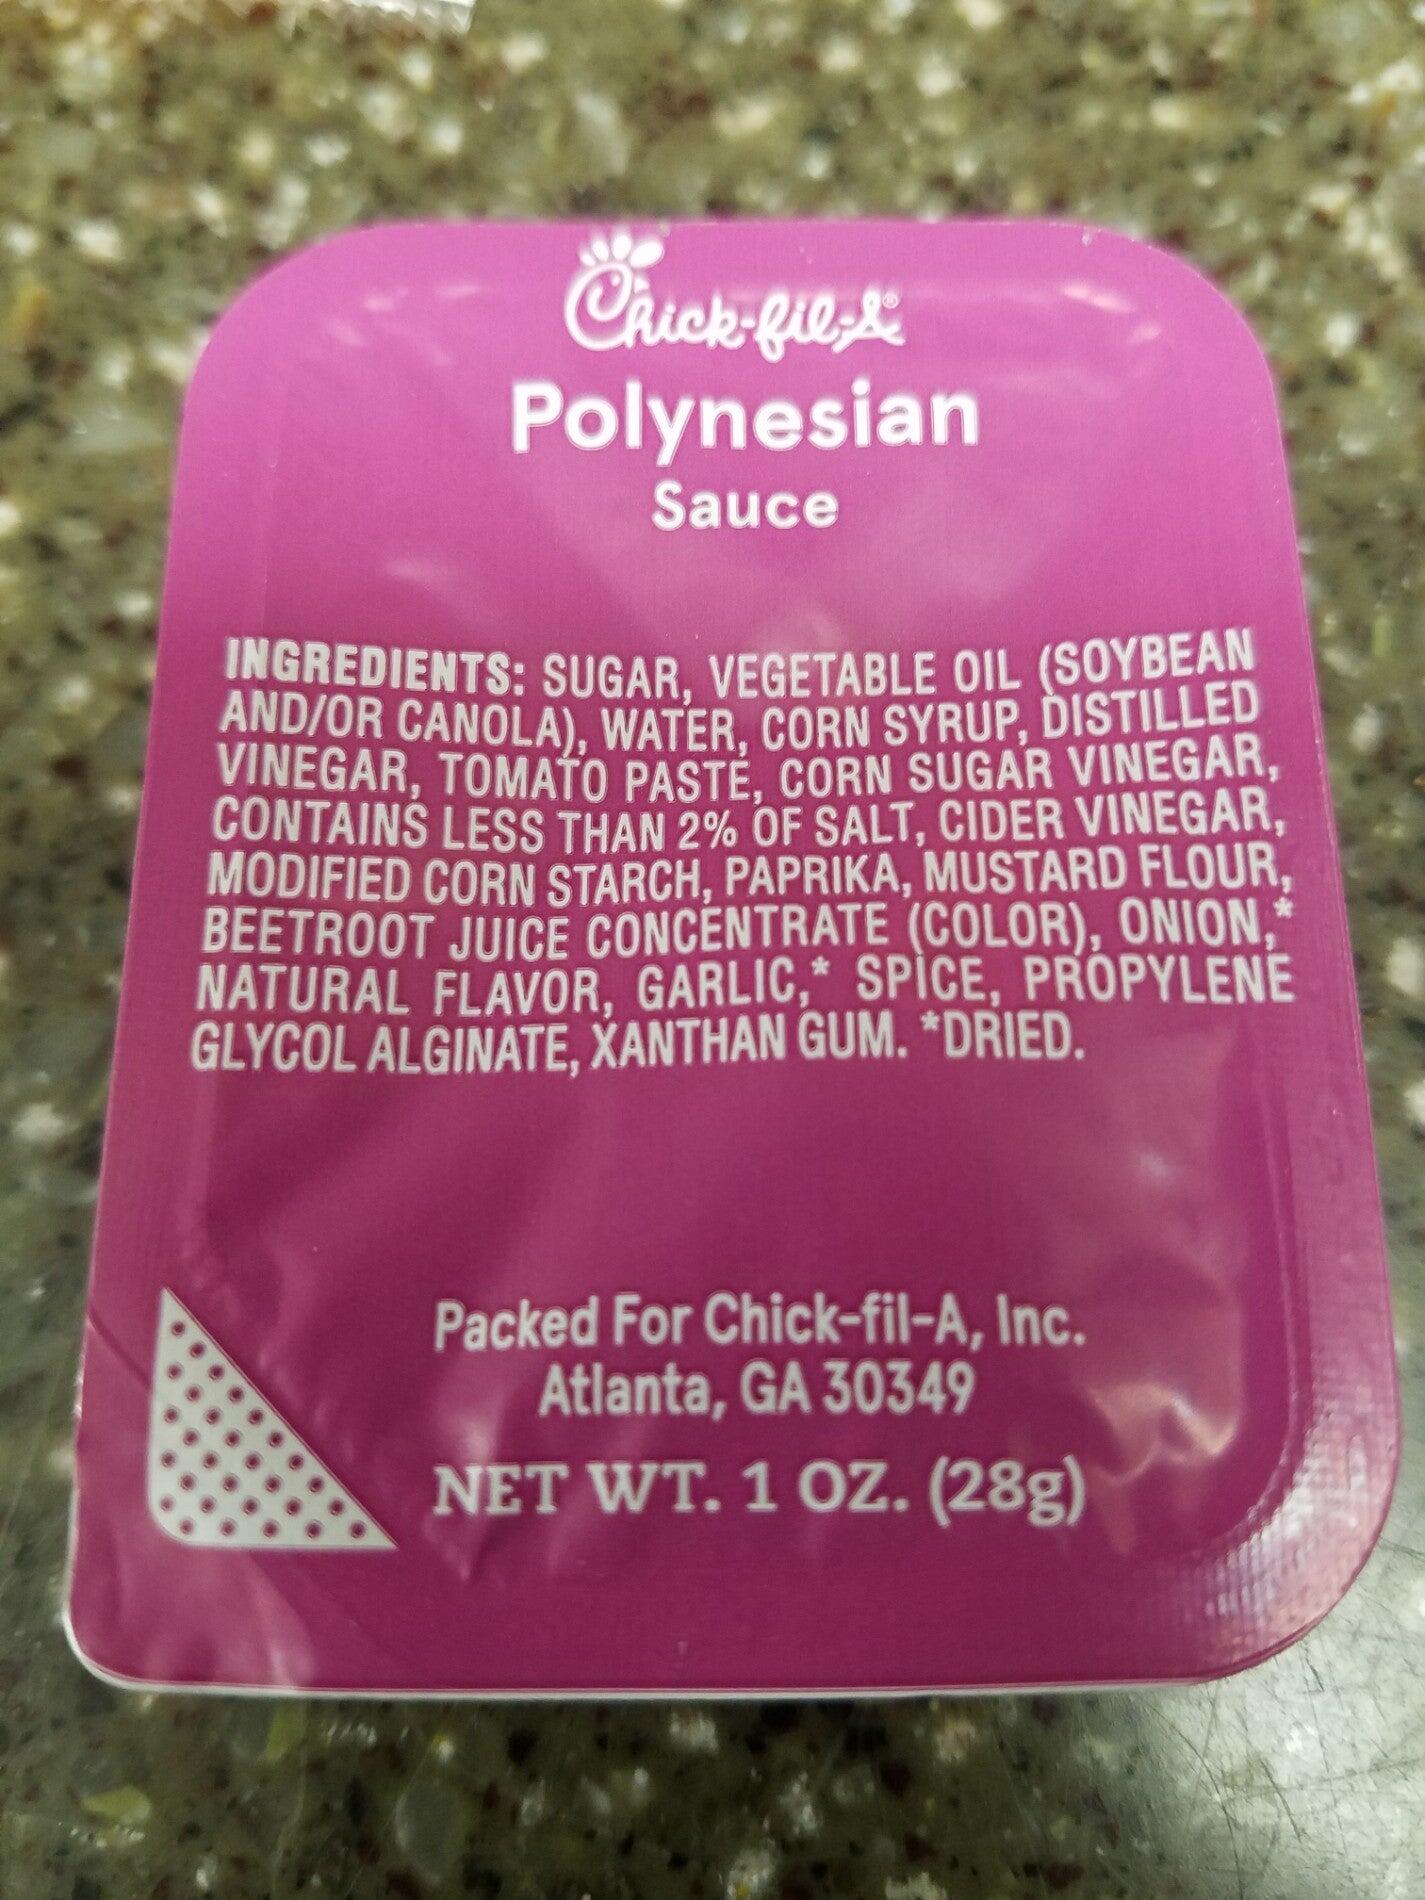 Chick-fil-A®
Polynesian
Sauce
INGREDIENTS: SUGAR, VEGETABLE OIL (SOYBEAN
AND/OR CANOLA), WATER, CORN SYRUP, DISTILLED
VINEGAR, TOMATO PASTE, CORN SUGAR VINEGAR,
CONTAINS LESS THAN 2% OF SALT, CIDER VINEGAR,
MODIFIED CORN STARCH, PAPRIKA, MUSTARD FLOUR,
BEETROOT JUICE CONCENTRATE (COLOR), ONION,*
NATURAL FLAVOR, GARLIC,* SPICE, PROPYLENE
GLYCOL ALGINATE, XANTHAN GUM. *DRIED.
Packed For Chick-fil-A, Inc.
Atlanta, GA 30349
NET WT. 1 OZ. (28g)